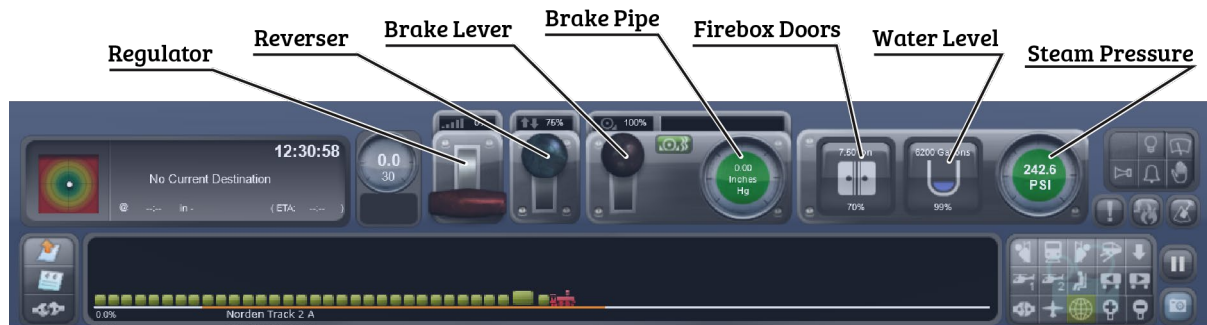 Regulator
Reverser
Brake Lever
Brake Pipe
Firebox Doors
Water Level
Steam Pressure
12:30:58
No Current Destination
@ --:-- in - ( ETA: --:-- )
0.0
30
76%
100%
0.00
Inches
Hg
70%
6200 Gallons
99%
242.6
PSI
1
2
0.0%
Norden Track 2 A